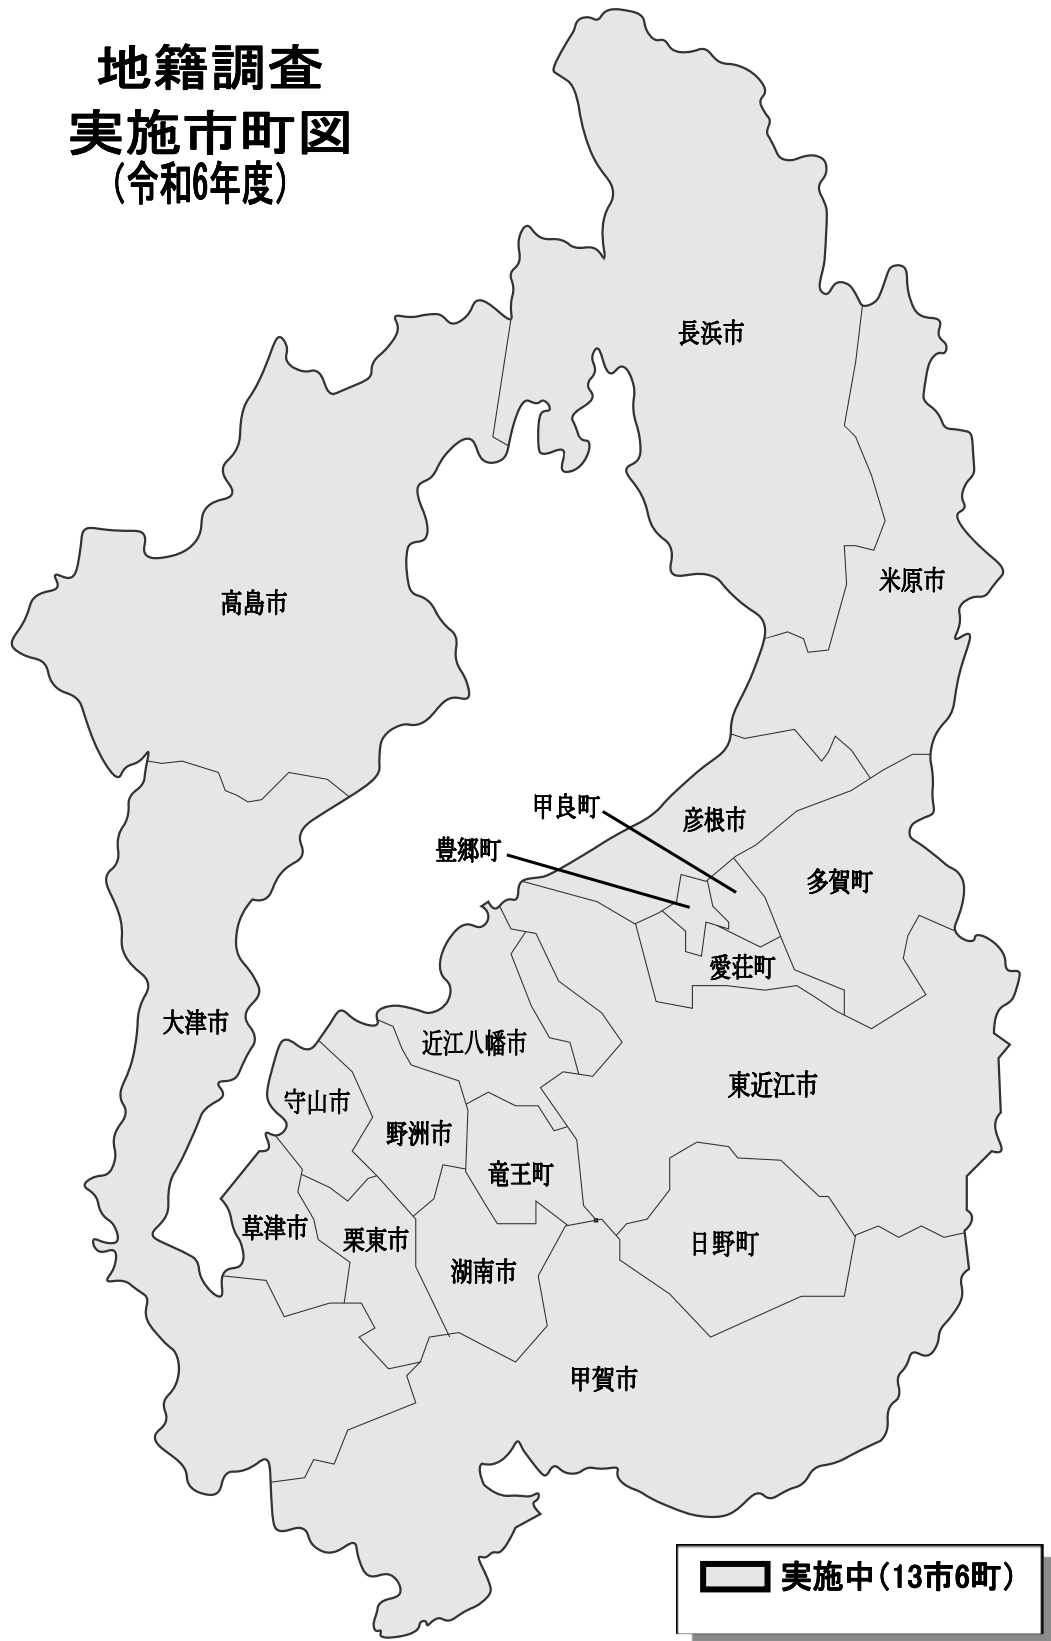 地籍調査
実施市町図
（令和6年度）
長浜市
米原市
高島市
甲良町
彦根市
豊郷町
多賀町
愛荘町
大津市
近江八幡市
東近江市
守山市
野洲市
竜王町
草津市
栗東市
日野町
湖南市
甲賀市
実施中（13市6町）